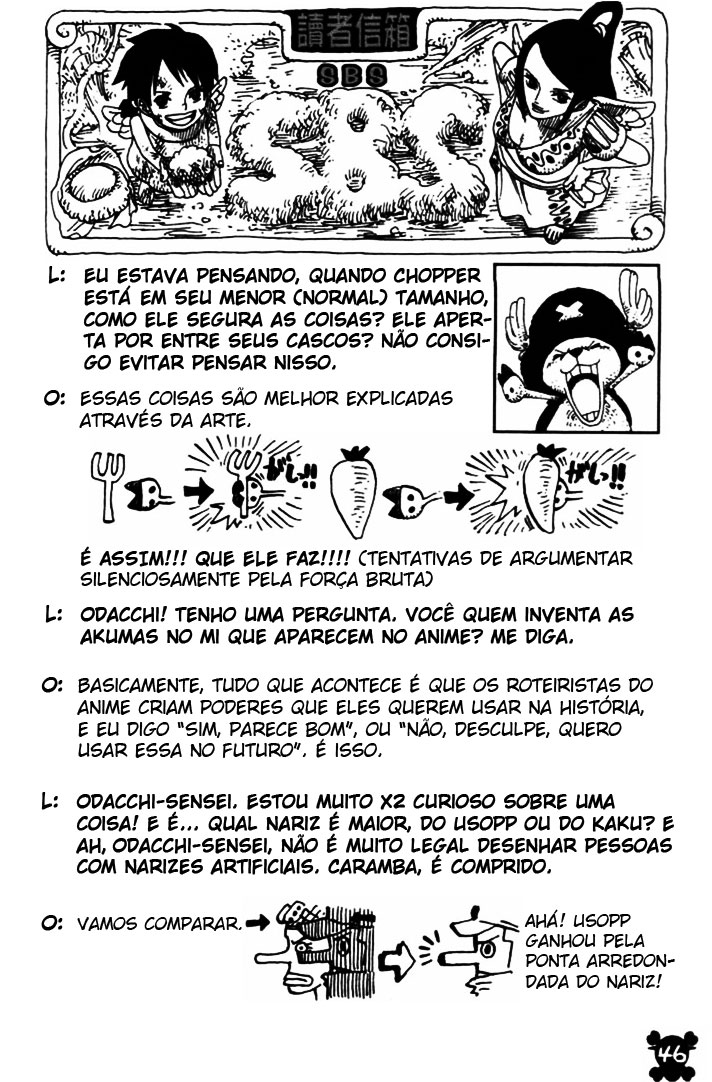 讀者信箱
SBS
SBS
L: EU ESTAVA PENSANDO, QUANDO CHOPPER
ESTÁ EM SEU MENOR (NORMAL) TAMANHO,
COMO ELE SEGURA AS COISAS? ELE APER-
TA POR ENTRE SEUS CASCOS? NÃO CONSI-
GO EVITAR PENSAR NISSO.
O: ESSAS COISAS SÃO MELHOR EXPLICADAS
ATRAVÉS DA ARTE.
がしっ!! がしっ!!
É ASSIM!!! QUE ELE FAZ!!!! (TENTATIVAS DE ARGUMENTAR
SILENCIOSAMENTE PELA FORÇA BRUTA)
L: ODACCHI! TENHO UMA PERGUNTA. VOCÊ QUEM INVENTA AS
AKUMAS NO MI QUE APARECEM NO ANIME? ME DIGA.
O: BASICAMENTE, TUDO QUE ACONTECE É QUE OS ROTEIRISTAS DO
ANIME CRIAM PODERES QUE ELES QUEREM USAR NA HISTÓRIA,
E EU DIGO "SIM, PARECE BOM", OU "NÃO, DESCULPE, QUERO
USAR ESSA NO FUTURO". É ISSO.
L: ODACCHI-SENSEI. ESTOU MUITO X2 CURIOSO SOBRE UMA
COISA! E É... QUAL NARIZ É MAIOR, DO USOPP OU DO KAKU? E
AH, ODACCHI-SENSEI, NÃO É MUITO LEGAL DESENHAR PESSOAS
COM NARIZES ARTIFICIAIS. CARAMBA, É COMPRIDO.
O: VAMOS COMPARAR.
AHÁ! USOPP
GANHOU PELA
PONTA ARREDON-
DADA DO NARIZ!
46